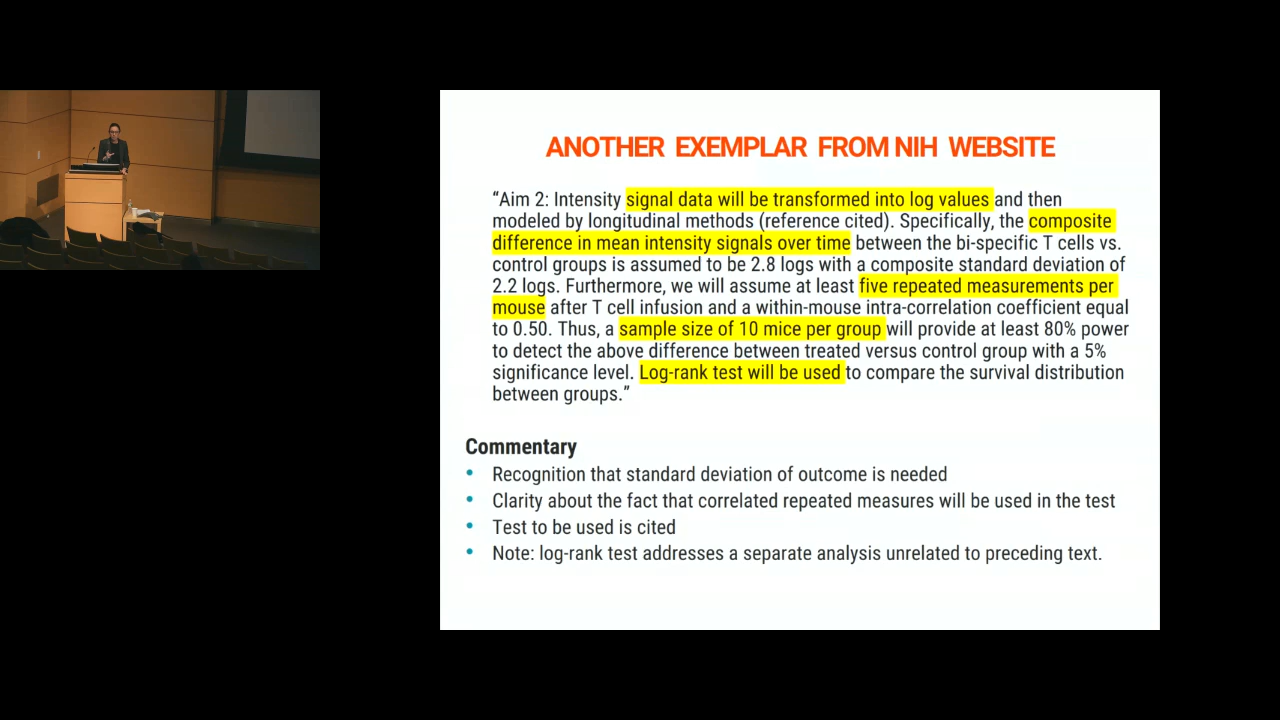 ANOTHER EXEMPLAR FROM NIH WEBSITE
“Aim 2: Intensity signal data will be transformed into log values and then
modeled by longitudinal methods (reference cited). Specifically, the composite
difference in mean intensity signals over time between the bi-specific T cells vs.
control groups is assumed to be 2.8 logs with a composite standard deviation of
2.2 logs. Furthermore, we will assume at least five repeated measurements per
mouse after T cell infusion and a within-mouse intra-correlation coefficient equal
to 0.50. Thus, a sample size of 10 mice per group will provide at least 80% power
to detect the above difference between treated versus control group with a 5%
significance level. Log-rank test will be used to compare the survival distribution
between groups.”
Commentary
• Recognition that standard deviation of outcome is needed
• Clarity about the fact that correlated repeated measures will be used in the test
• Test to be used is cited
• Note: log-rank test addresses a separate analysis unrelated to preceding text.